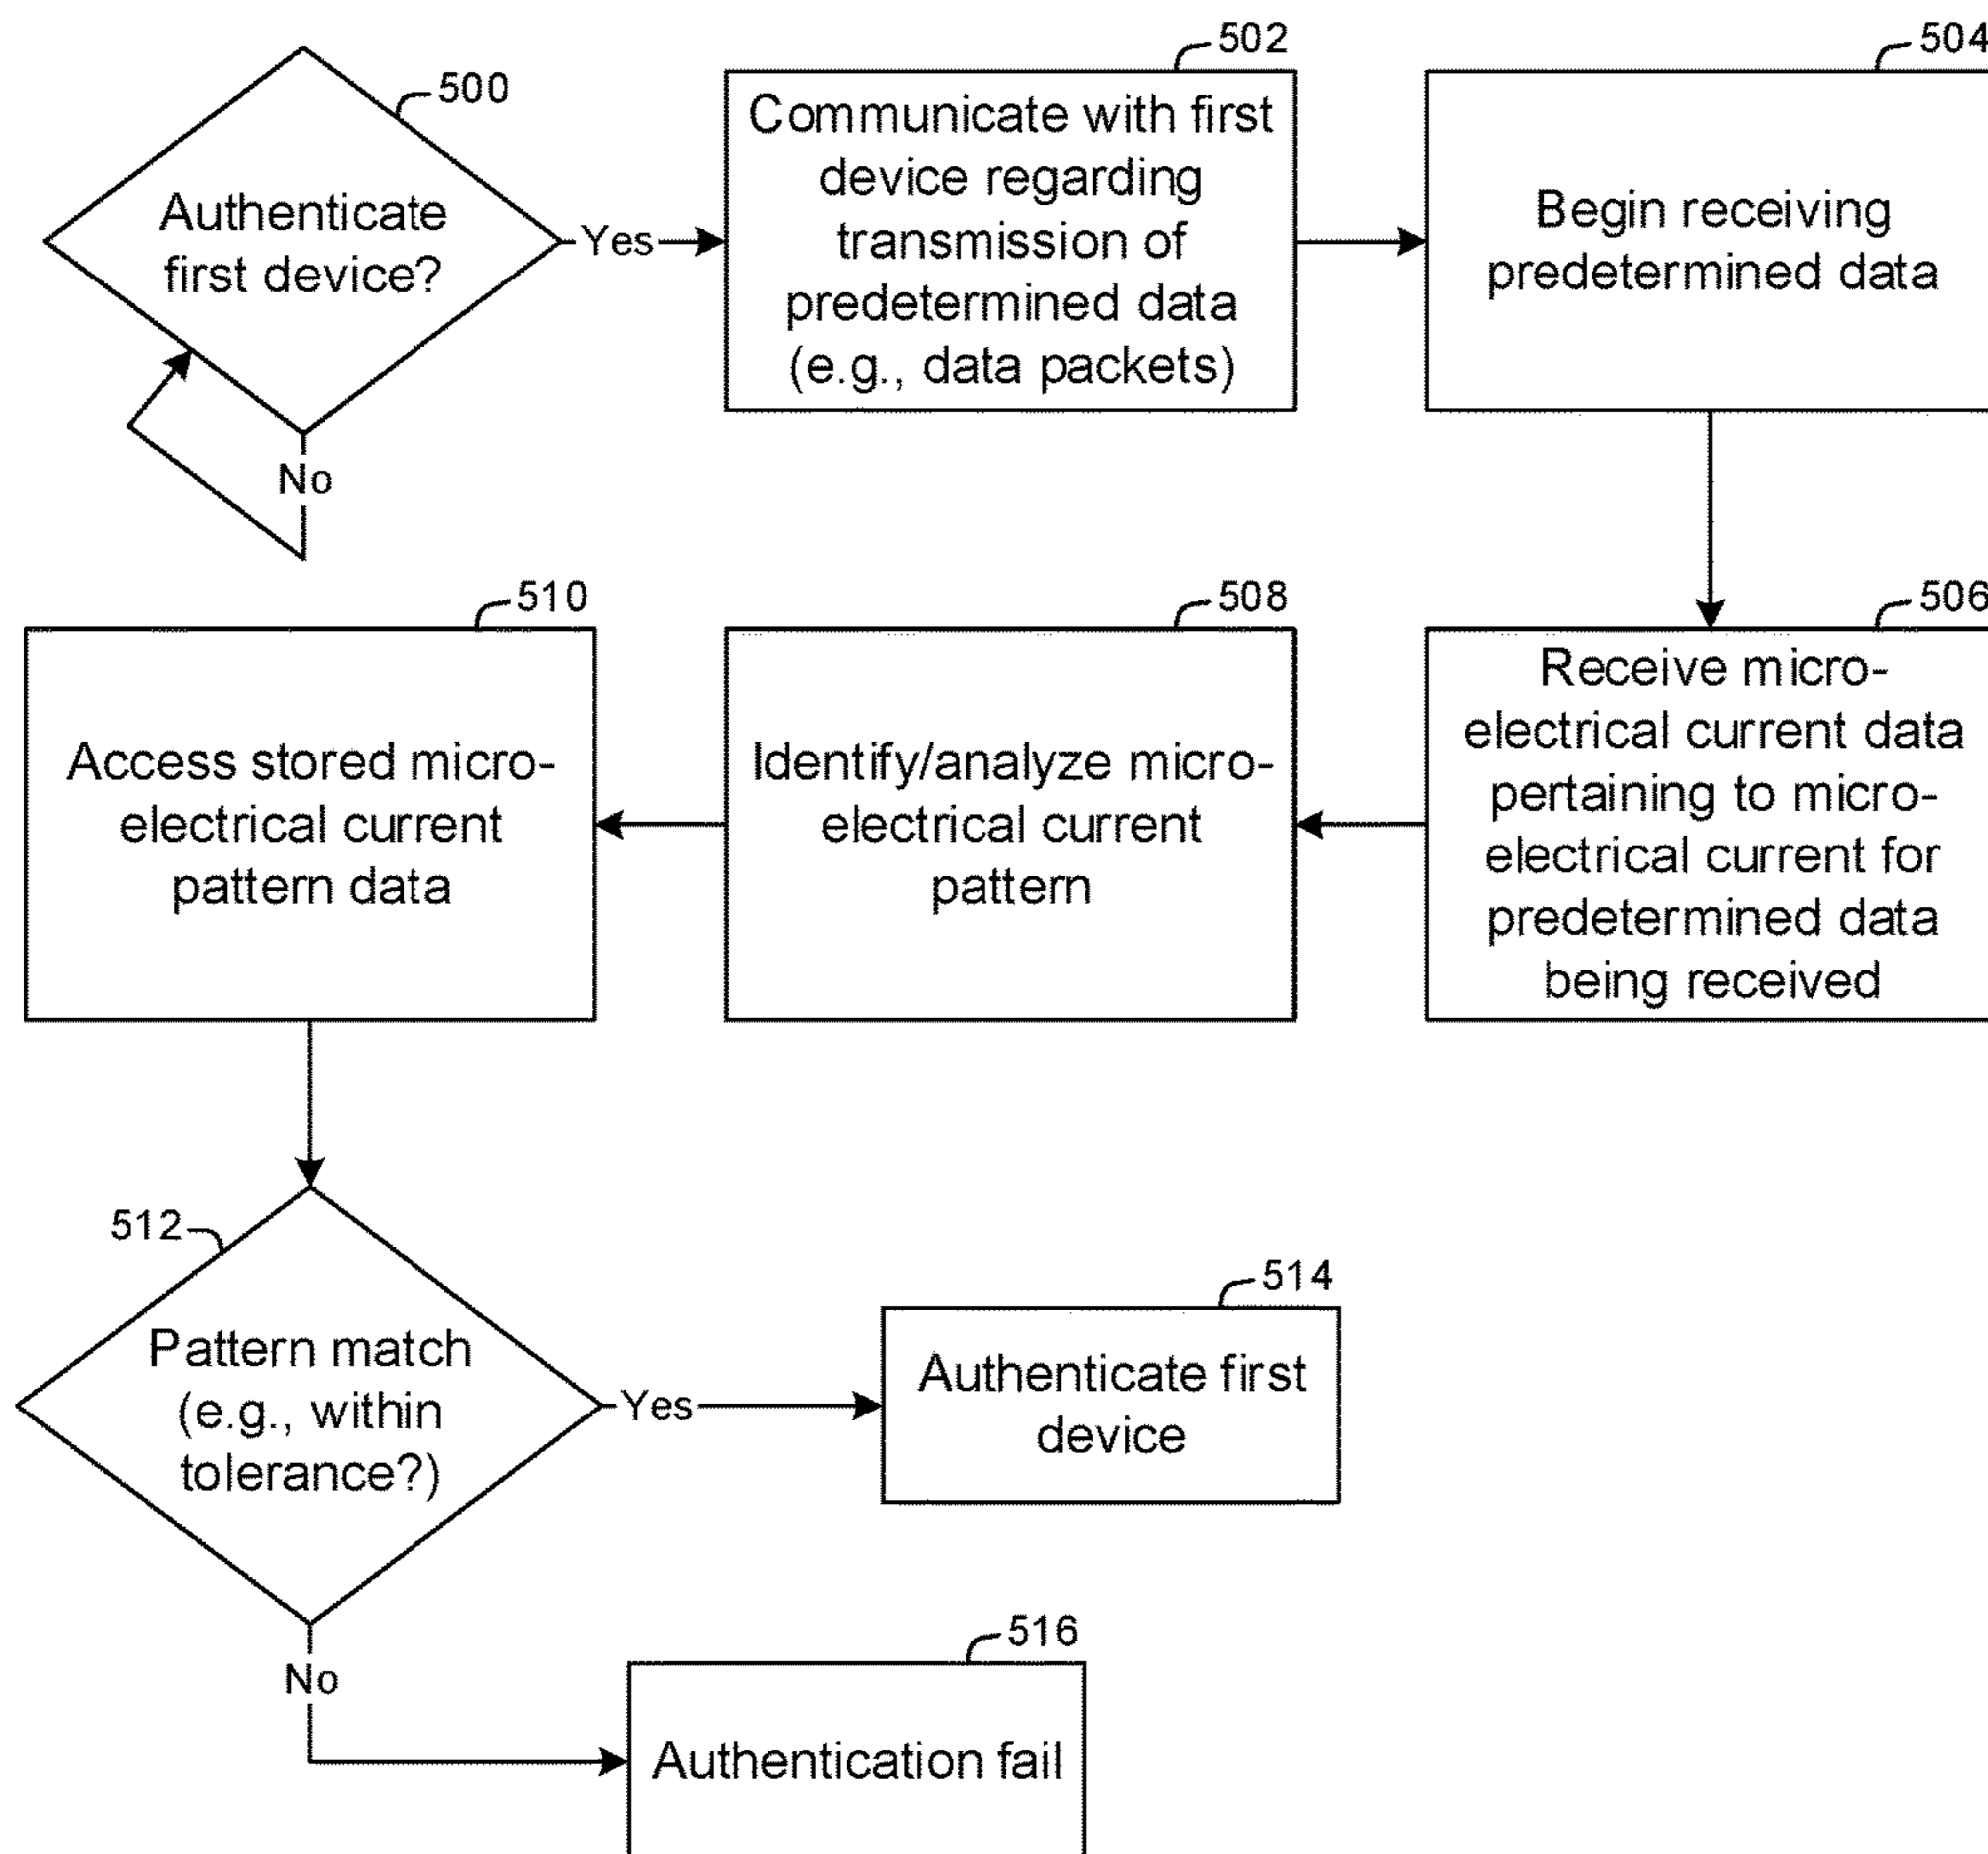 500
Authenticate
first device?
Yes
No
502
Communicate with first
device regarding
transmission of
predetermined data
(e.g., data packets)
504
Begin receiving
predetermined data
506
Receive micro-
electrical current data
pertaining to micro-
electrical current for
predetermined data
being received
508
Identify/analyze micro-
electrical current
pattern
510
Access stored micro-
electrical current
pattern data
512
Pattern match
(e.g., within
tolerance?)
Yes
No
514
Authenticate first
device
516
Authentication fail